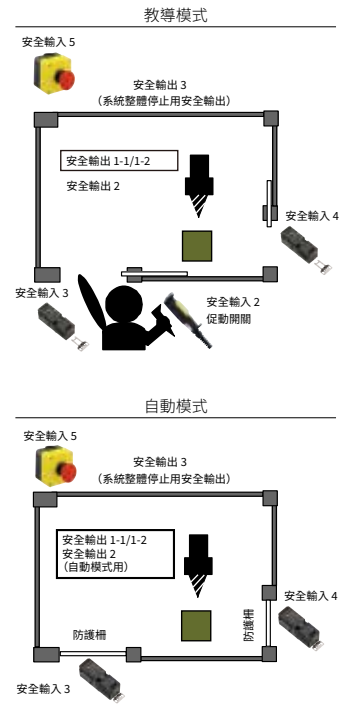 教導模式
安全輸入 5
安全輸出 3
（系統整體停止用安全輸出）
安全輸出 1-1/1-2
安全輸出 2
安全輸入 4
安全輸入 3
安全輸入 2
促動開關
自動模式
安全輸入 5
安全輸出 3
（系統整體停止用安全輸出）
安全輸出 1-1/1-2
安全輸出 2
（自動模式用）
安全輸入 4
防護柵
防護柵
安全輸入 3